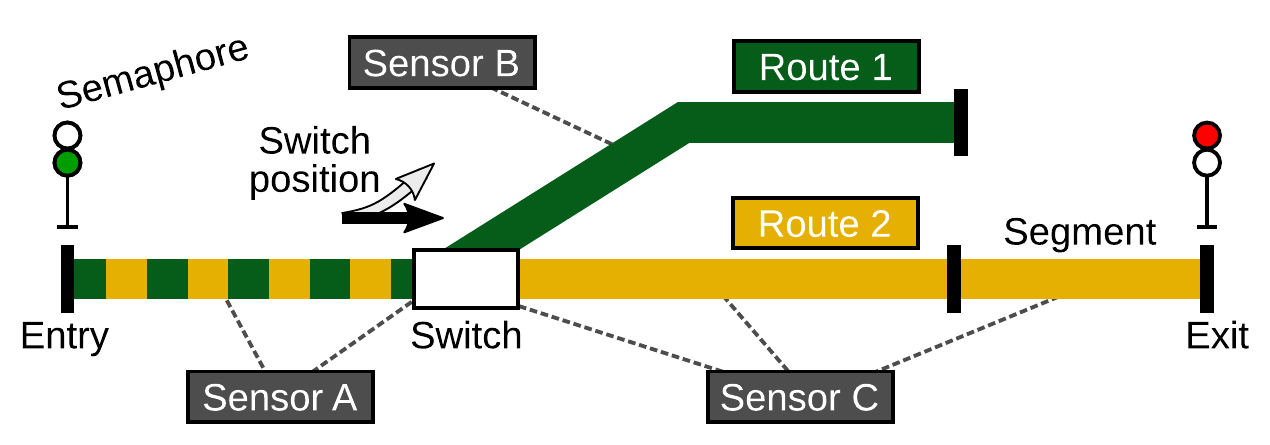 Semaphore
Sensor B
Route 1
Switch
position
Route 2
Segment
Entry
Switch
Exit
Sensor A
Sensor C